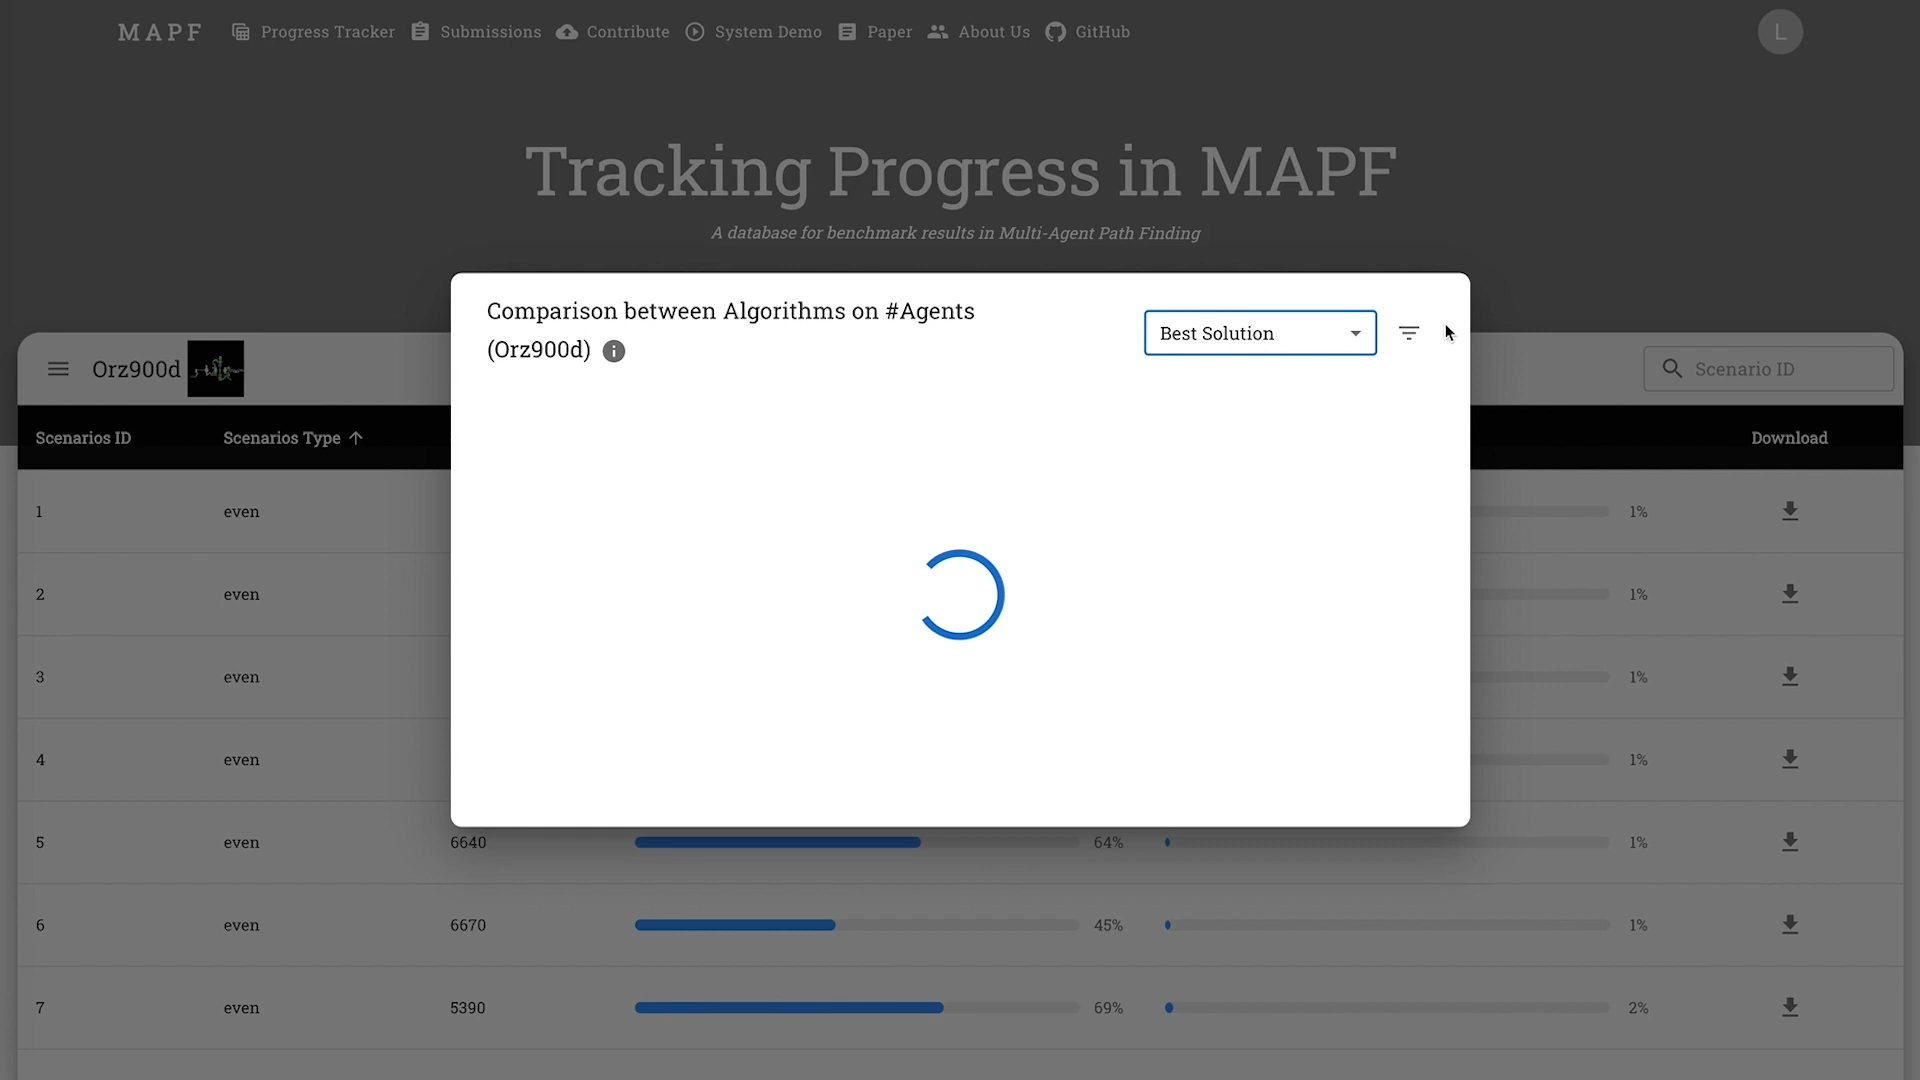 MAPF Progress Tracker Submissions Contribute System Demo Paper About Us GitHub L
Tracking Progress in MAPF
A database for benchmark results in Multi-Agent Path Finding
Comparison between Algorithms on #Agents
(Orz900d)
Best Solution
Orz900d
Scenario ID
Scenarios ID Scenarios Type Download
1 even 1%
2 even 1%
3 even 1%
4 even 1%
5 even 6640 64% 1%
6 even 6670 45% 1%
7 even 5390 69% 2%